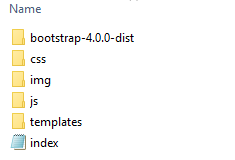 Name
bootstrap-4.0.0-dist
css
img
js
templates
index